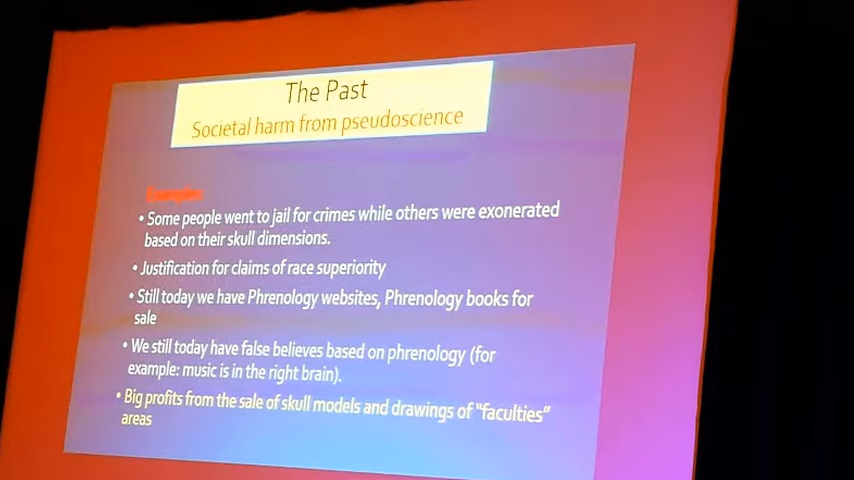 The Past
Societal harm from pseudoscience
Examples
• Some people went to jail for crimes while others were exonerated
based on their skull dimensions.
• Justification for claims of race superiority
• Still today we have Phrenology websites, Phrenology books for
sale
• We still today have false believes based on phrenology (for
example: music is in the right brain).
• Big profits from the sale of skull models and drawings of "faculties"
areas